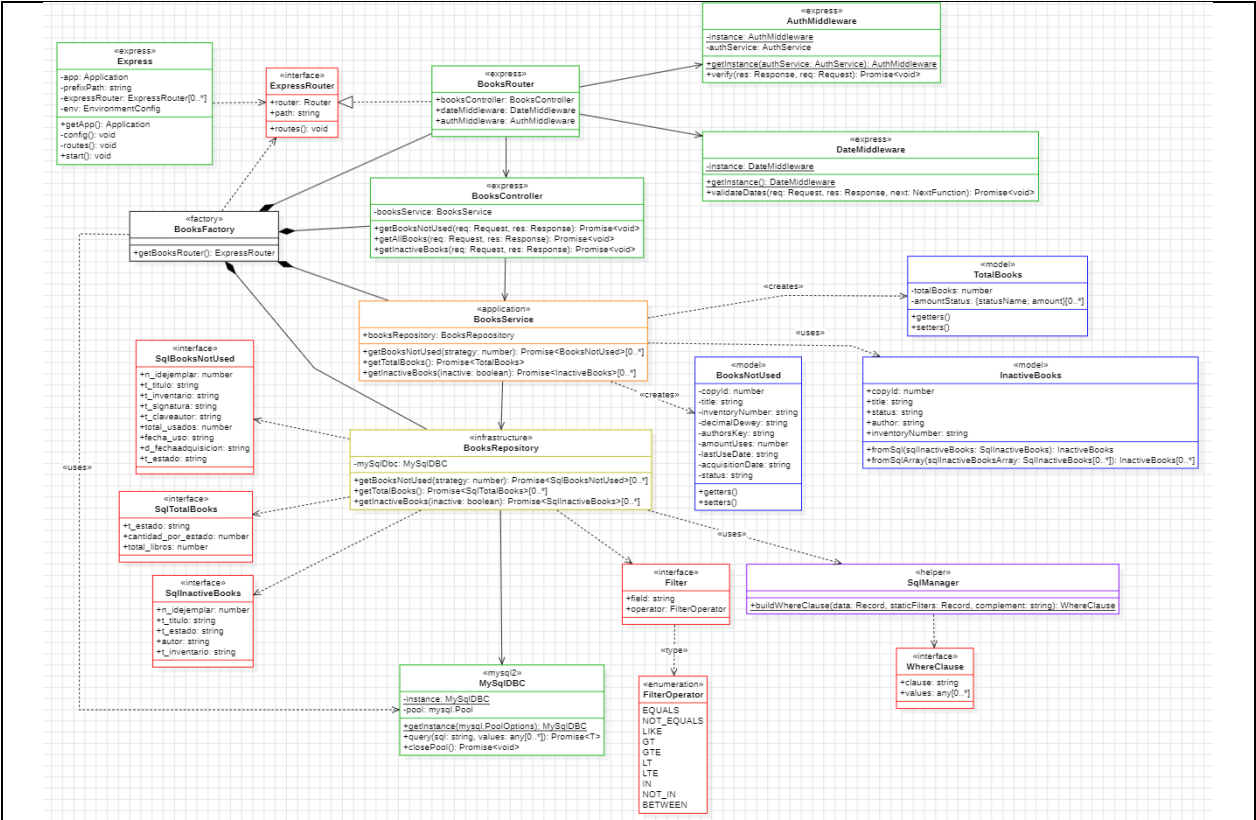 «express»
AuthMiddleware
-instance: AuthMiddleware
-authService: AuthService
+getInstance(authService: AuthService): AuthMiddleware
+verify(res: Response, req: Request): Promise<void>
«express»
Express
-app: Application
-prefixPath: string
-expressRouter: ExpressRouter[0..*]
-env: EnvironmentConfig
+getApp(): Application
-config(): void
-routes(): void
+start(): void
«interface»
ExpressRouter
+router: Router
+path: string
+routes(): void
«express»
BooksRouter
+booksController: BooksController
+dateMiddleware: DateMiddleware
+authMiddleware: AuthMiddleware
«express»
DateMiddleware
-instance: DateMiddleware
+getInstance(): DateMiddleware
+validateDates(req: Request, res: Response, next: NextFunction): Promise<void>
«express»
BooksController
-booksService: BooksService
+getBooksNotUsed(req: Request, res: Response): Promise<void>
+getAllBooks(req: Request, res: Response): Promise<void>
+getInactiveBooks(req: Request, res: Response): Promise<void>
«factory»
BooksFactory
+getBooksRouter(): ExpressRouter
«model»
TotalBooks
-totalBooks: number
-amountStatus: {statusName; amount}[0..*]
+getters()
+setters()
«creates»
«application»
BooksService
+booksRepository: BooksRepoository
+getBooksNotUsed(strategy: number): Promise<BooksNotUsed>[0..*]
+getTotalBooks(): Promise<TotalBooks>
+getInactiveBooks(inactive: boolean): Promise<InactiveBooks>[0..*]
«uses»
«creates»
«interface»
SqlBooksNotUsed
+n_idejemplar: number
+t_titulo: string
+t_inventario: string
+t_signatura: string
+t_claveautor: string
+total_usados: number
+fecha_uso: string
+d_fechaadquisicion: string
+t_estado: string
«model»
BooksNotUsed
-copyId: number
-title: string
-inventoryNumber: string
-decimalDewey: string
-authorsKey: string
-amountUses: number
-lastUseDate: string
-acquisitionDate: string
-status: string
+getters()
+setters()
«model»
InactiveBooks
+copyId: number
+title: string
+status: string
+author: string
+inventoryNumber: string
+fromSql(sqlInactiveBooks: SqlInactiveBooks): InactiveBooks
+fromSqlArray(sqlInactiveBooksArray: SqlInactiveBooks[0..*]): InactiveBooks[0..*]
«uses»
«infrastructure»
BooksRepository
-mySqlDbc: MySqlDBC
+getBooksNotUsed(strategy: number): Promise<SqlBooksNotUsed>[0..*]
+getTotalBooks(): Promise<SqlTotalBooks>[0..*]
+getInactiveBooks(inactive: boolean): Promise<SqlInactiveBooks>[0..*]
«interface»
SqlTotalBooks
+t_estado: string
+cantidad_por_estado: number
+total_libros: number
«uses»
«interface»
SqlInactiveBooks
+n_idejemplar: number
+t_titulo: string
+t_estado: string
+autor: string
+t_inventario: string
«interface»
Filter
+field: string
+operator: FilterOperator
«helper»
SqlManager
+buildWhereClause(data: Record, staticFilters: Record, complement: string): WhereClause
«type»
«interface»
WhereClause
+clause: string
+values: any[0..*]
«mysql2»
MySqlDBC
-instance: MySqlDBC
-pool: mysql.Pool
+getInstance(mysql.PoolOptions): MySqlDBC
+query(sql: string, values: any[0..*]): Promise<T>
+closePool(): Promise<void>
«enumeration»
FilterOperator
EQUALS
NOT_EQUALS
LIKE
GT
GTE
LT
LTE
IN
NOT_IN
BETWEEN